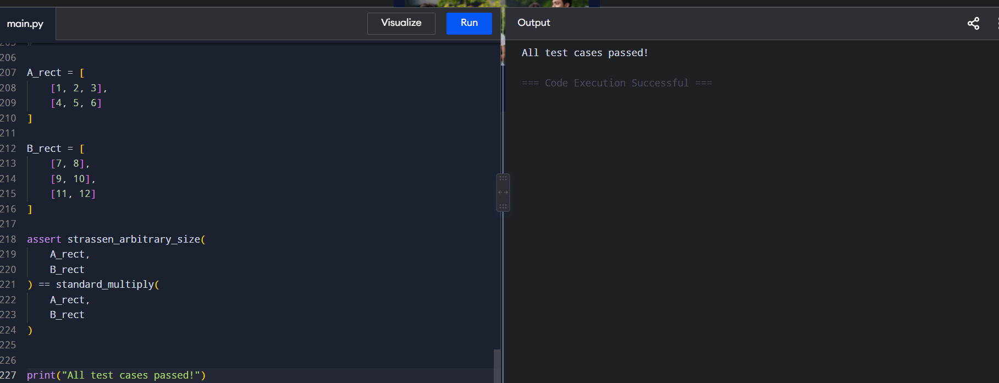 main.py
Visualize
Run
Output
206
207 A_rect = [
208     [1, 2, 3],
209     [4, 5, 6]
210 ]
211
212 B_rect = [
213     [7, 8],
214     [9, 10],
215     [11, 12]
216 ]
217
218 assert strassen_arbitrary_size(
219     A_rect,
220     B_rect
221 ) == standard_multiply(
222     A_rect,
223     B_rect
224 )
225
226
227 print("All test cases passed!")
All test cases passed!
=== Code Execution Successful ===